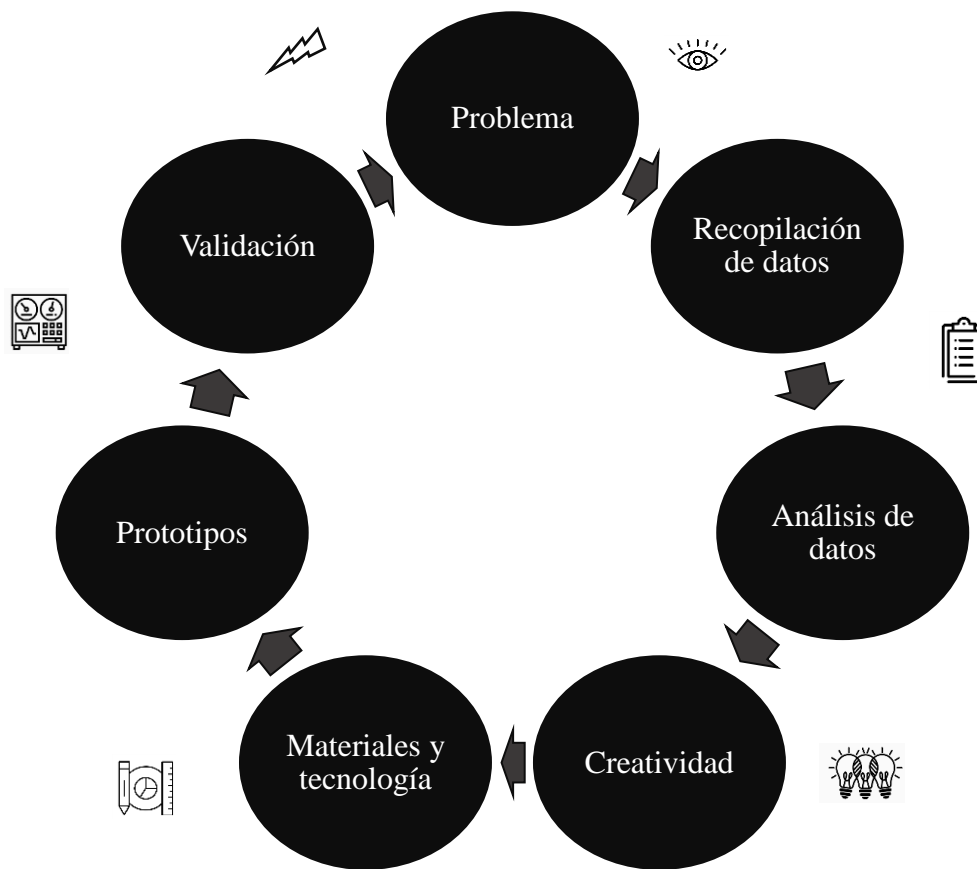 Problema
Recopilación
de datos
Análisis de
datos
Creatividad
Materiales y
tecnología
Prototipos
Validación